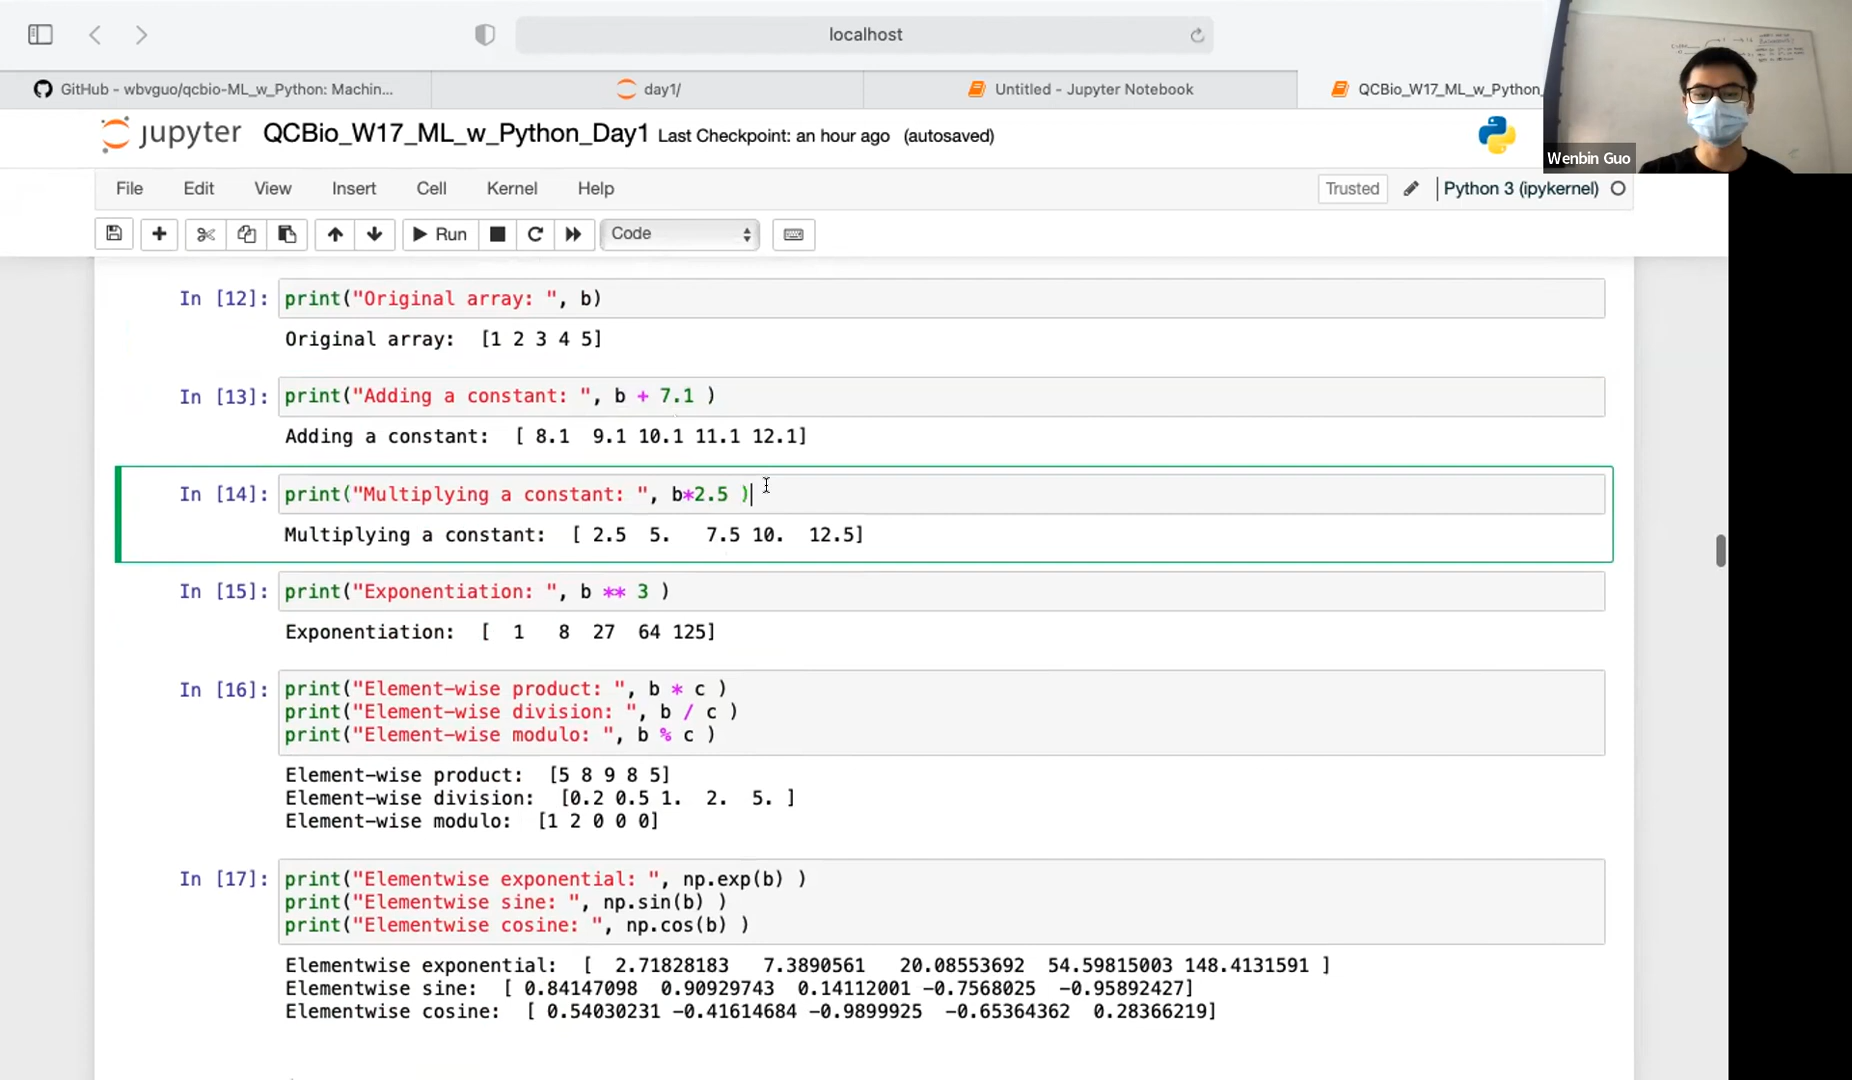 localhost
GitHub - wbvguo/qcbio-ML_w_Python: Machin...
day1/
Untitled - Jupyter Notebook
QCBio_W17_ML_w_Python_
Wenbin Guo
jupyter QCBio_W17_ML_w_Python_Day1 Last Checkpoint: an hour ago (autosaved)
File Edit View Insert Cell Kernel Help
Trusted Python 3 (ipykernel)
Run Code
In [12]: print("Original array: ", b)
Original array:  [1 2 3 4 5]
In [13]: print("Adding a constant: ", b + 7.1 )
Adding a constant:  [ 8.1  9.1 10.1 11.1 12.1]
In [14]: print("Multiplying a constant: ", b*2.5 )
Multiplying a constant:  [ 2.5  5.   7.5 10.  12.5]
In [15]: print("Exponentiation: ", b ** 3 )
Exponentiation:  [  1   8  27  64 125]
In [16]: print("Element-wise product: ", b * c )
print("Element-wise division: ", b / c )
print("Element-wise modulo: ", b % c )
Element-wise product:  [5 8 9 8 5]
Element-wise division:  [0.2 0.5 1.  2.  5. ]
Element-wise modulo:  [1 2 0 0 0]
In [17]: print("Elementwise exponential: ", np.exp(b) )
print("Elementwise sine: ", np.sin(b) )
print("Elementwise cosine: ", np.cos(b) )
Elementwise exponential:  [  2.71828183   7.3890561   20.08553692  54.59815003 148.4131591 ]
Elementwise sine:  [ 0.84147098  0.90929743  0.14112001 -0.7568025  -0.95892427]
Elementwise cosine:  [ 0.54030231 -0.41614684 -0.9899925  -0.65364362  0.28366219]